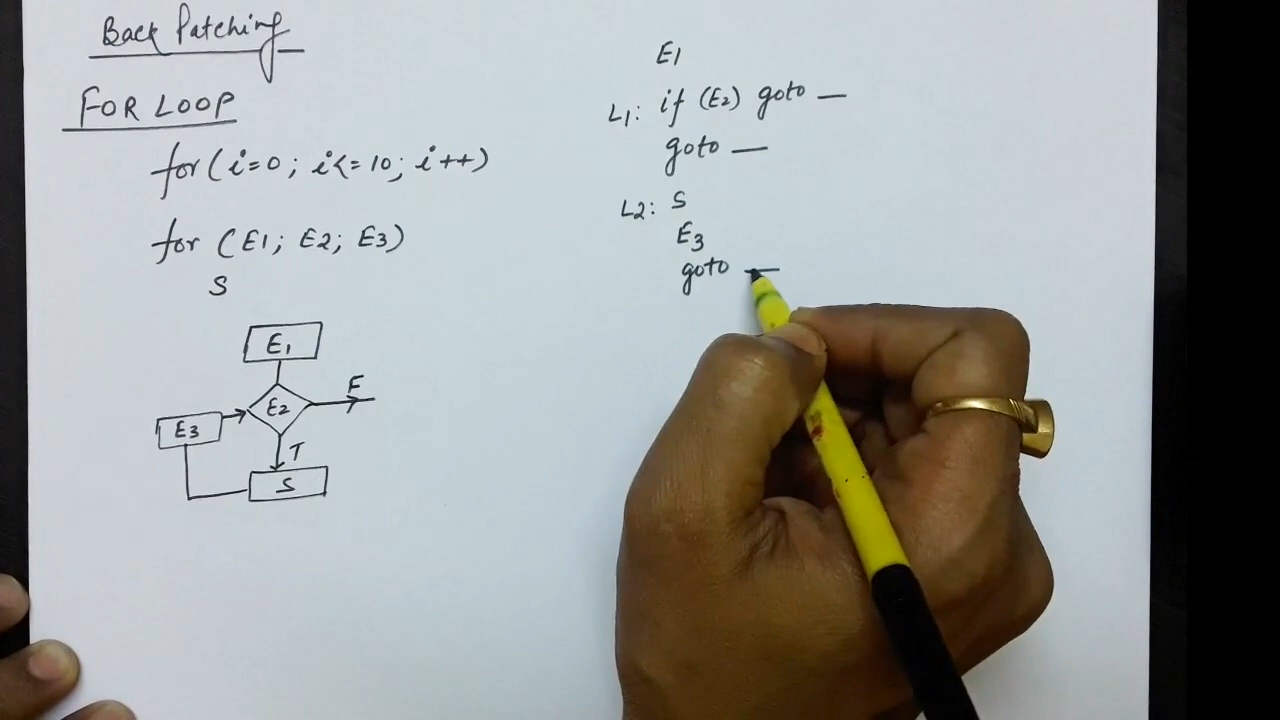 Back Patching
FOR LOOP
for(i=0; i<=10; i++)
for (E1; E2; E3)
S
E1
E2
F
E3
T
S
E1
L1: if (E2) goto —
goto —
L2: S
E3
goto —